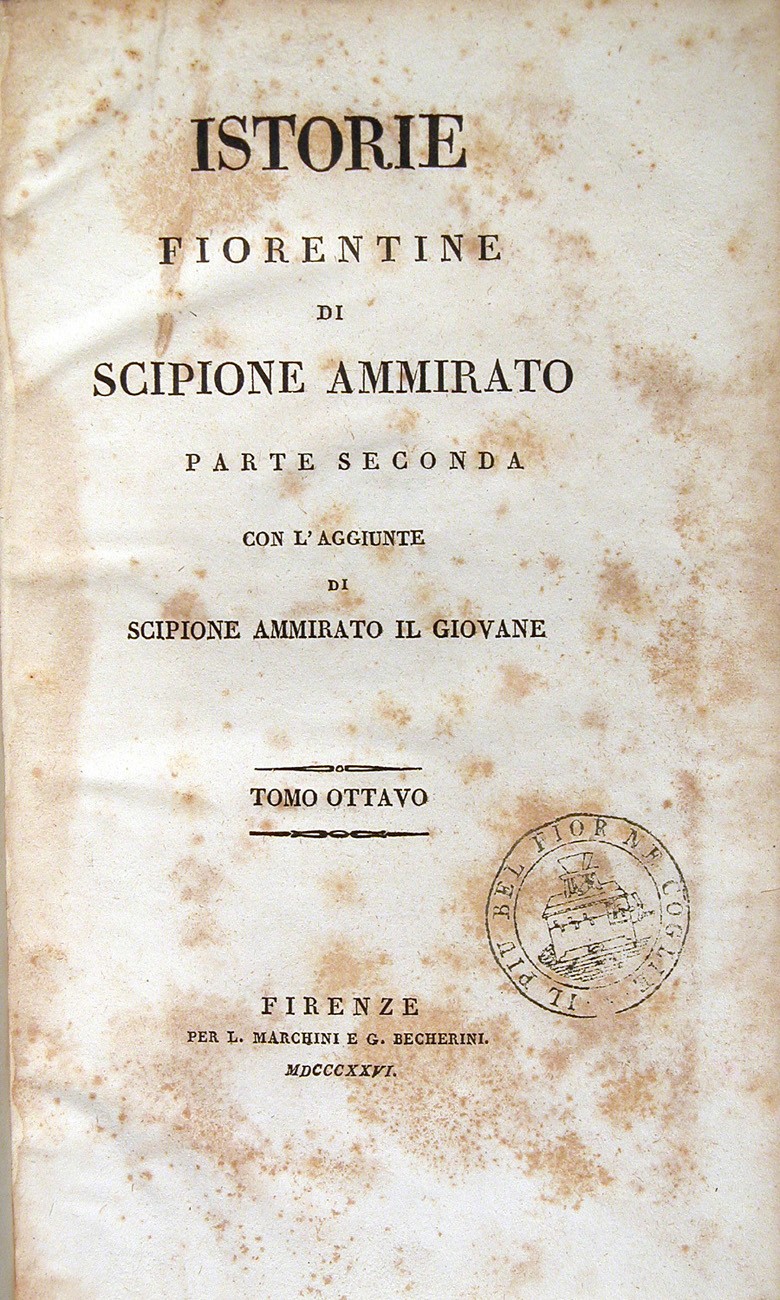 ISTORIE
FIORENTINE
DI
SCIPIONE AMMIRATO
PARTE SECONDA
CON L'AGGIUNTE
DI
SCIPIONE AMMIRATO IL GIOVANE
TOMO OTTAVO
IL PIU BEL FIOR NE COGLIE
FIRENZE
PER L. MARCHINI E G. BECHERINI.
MDCCCXXVI.